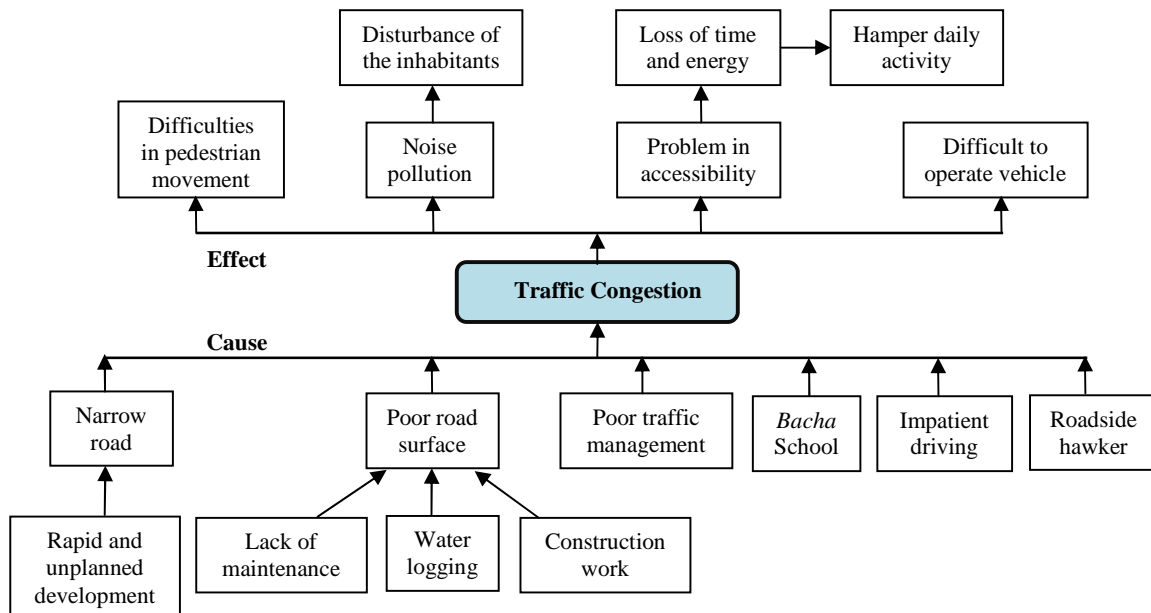 Disturbance of
the inhabitants
Loss of time
and energy
Hamper daily
activity
Difficulties
in pedestrian
movement
Noise
pollution
Problem in
accessibility
Difficult to
operate vehicle
Effect
Traffic Congestion
Cause
Narrow
road
Poor road
surface
Poor traffic
management
Bacha
School
Impatient
driving
Roadside
hawker
Rapid and
unplanned
development
Lack of
maintenance
Water
logging
Construction
work